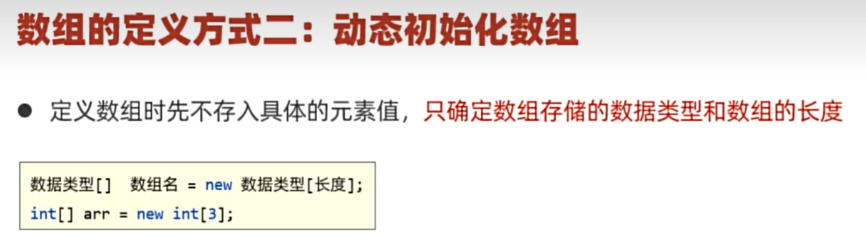 数组的定义方式二：动态初始化数组
● 定义数组时先不存入具体的元素值，只确定数组存储的数据类型和数组的长度
数据类型[] 数组名 = new 数据类型[长度];
int[] arr = new int[3];